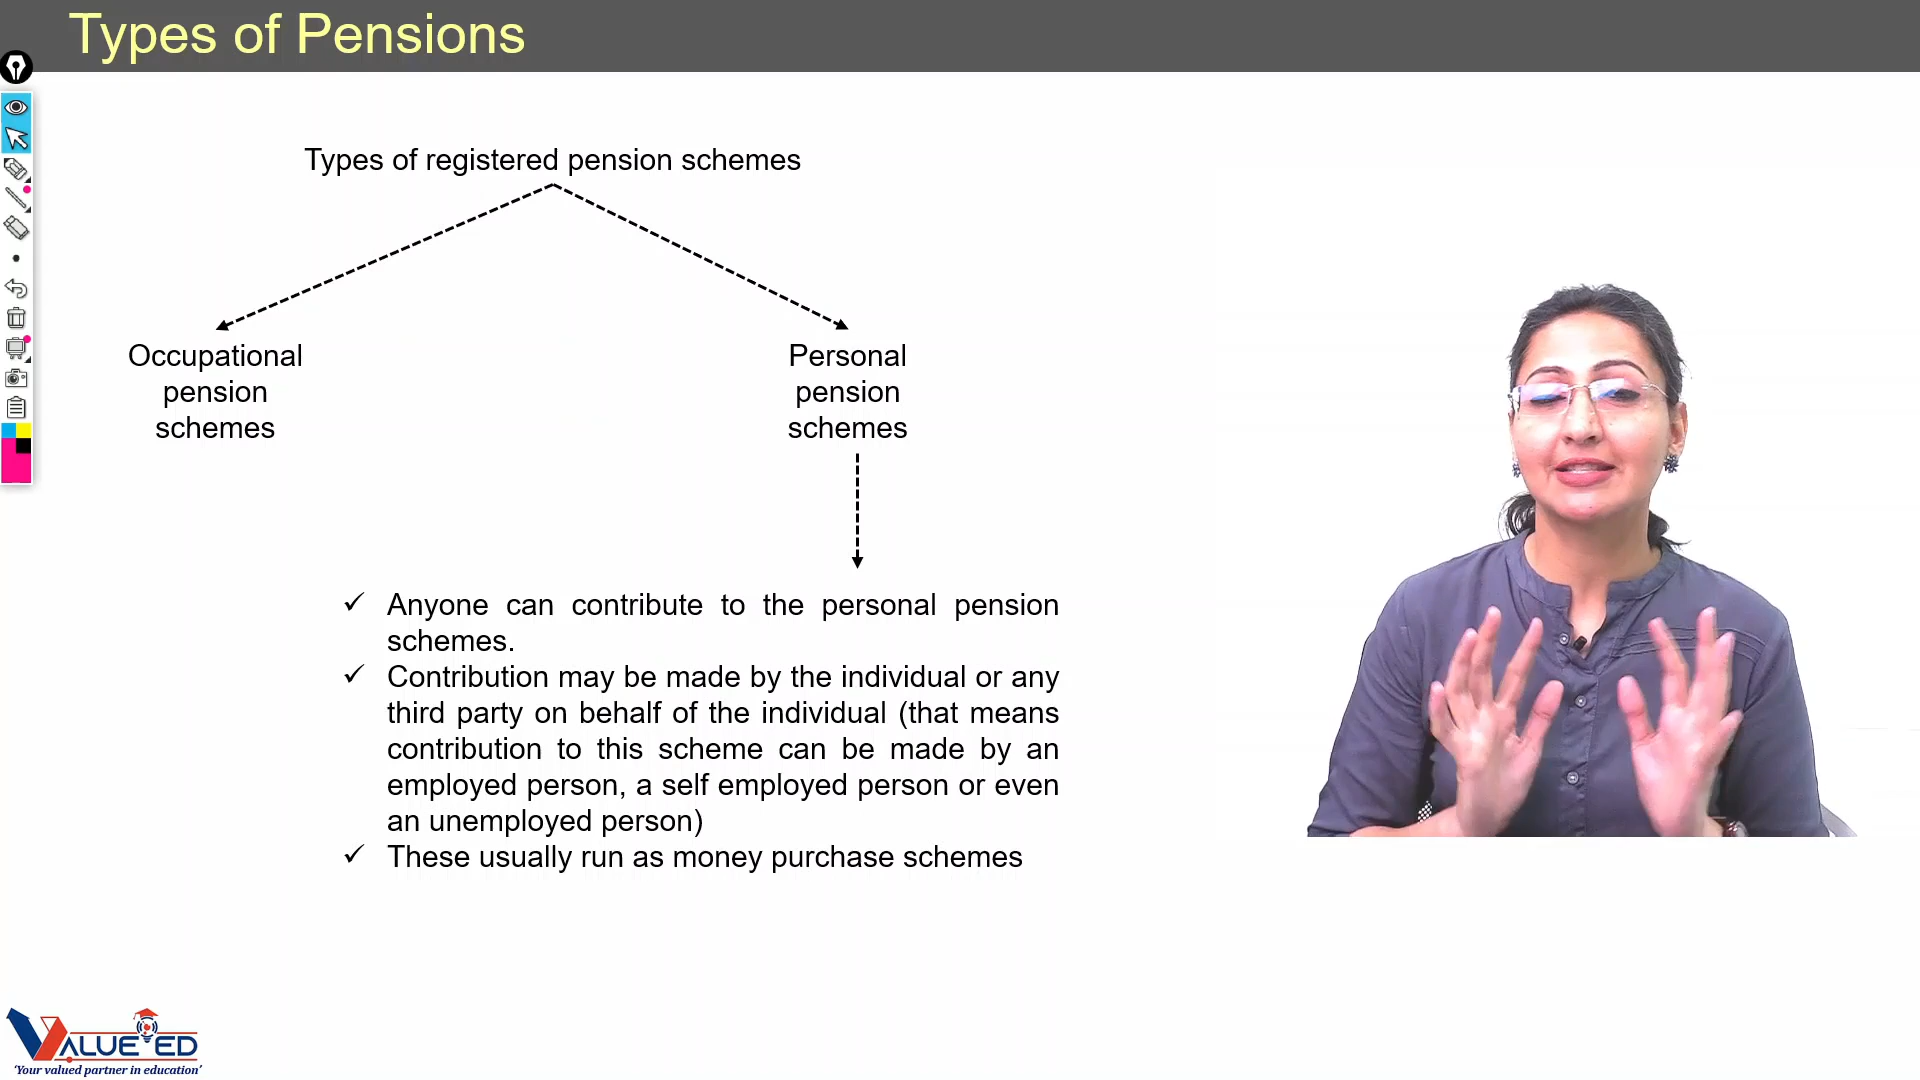 Types of Pensions
Types of registered pension schemes
Occupational
pension
schemes
Personal
pension
schemes
✓ Anyone can contribute to the personal pension
schemes.
✓ Contribution may be made by the individual or any
third party on behalf of the individual (that means
contribution to this scheme can be made by an
employed person, a self employed person or even
an unemployed person)
✓ These usually run as money purchase schemes
VALUE ED
‘Your valued partner in education’